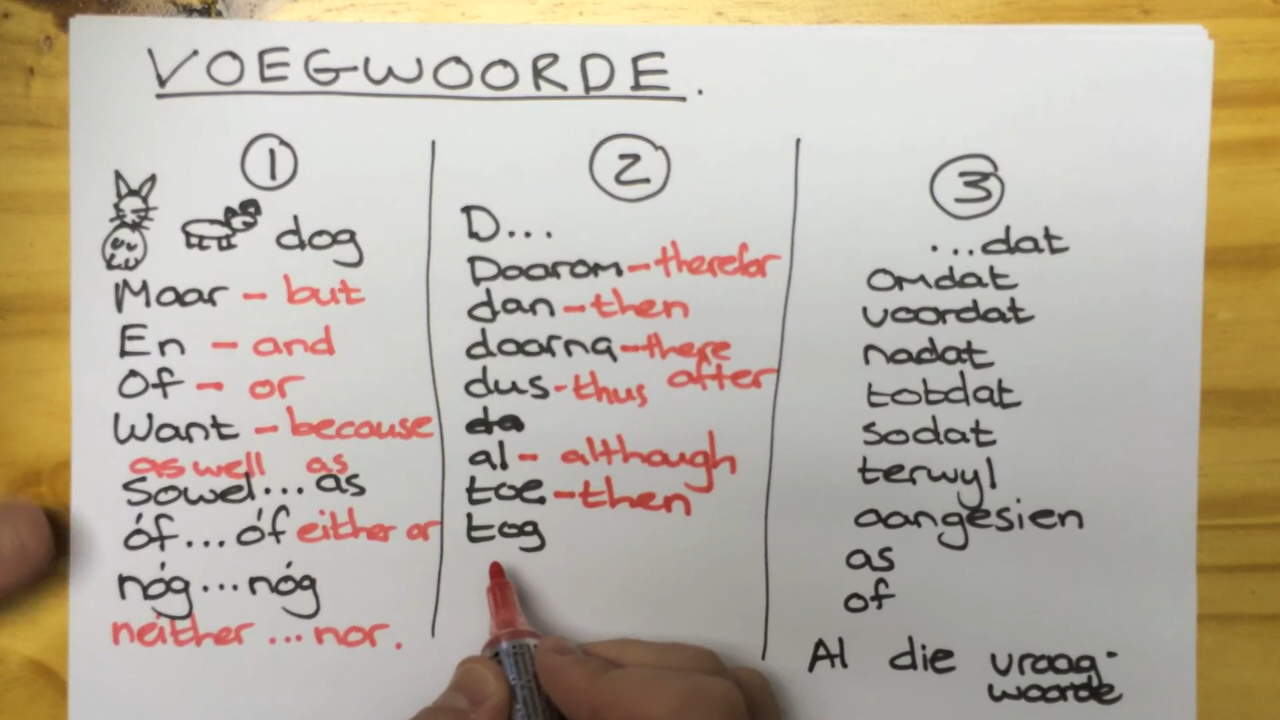 VOEGWOORDE.
1
dog
Maar - but
En - and
Of - or
Want - because
as well as
Sowel...as
óf...óf either or
nóg...nóg
neither...nor.
2
D...
Daarom - therefor
dan - then
daarna - there
after
dus - thus
da
al - although
toe - then
tog
3
...dat
omdat
voordat
nadat
totdat
sodat
terwyl
aangesien
as
of
Al die vraag-
woorde